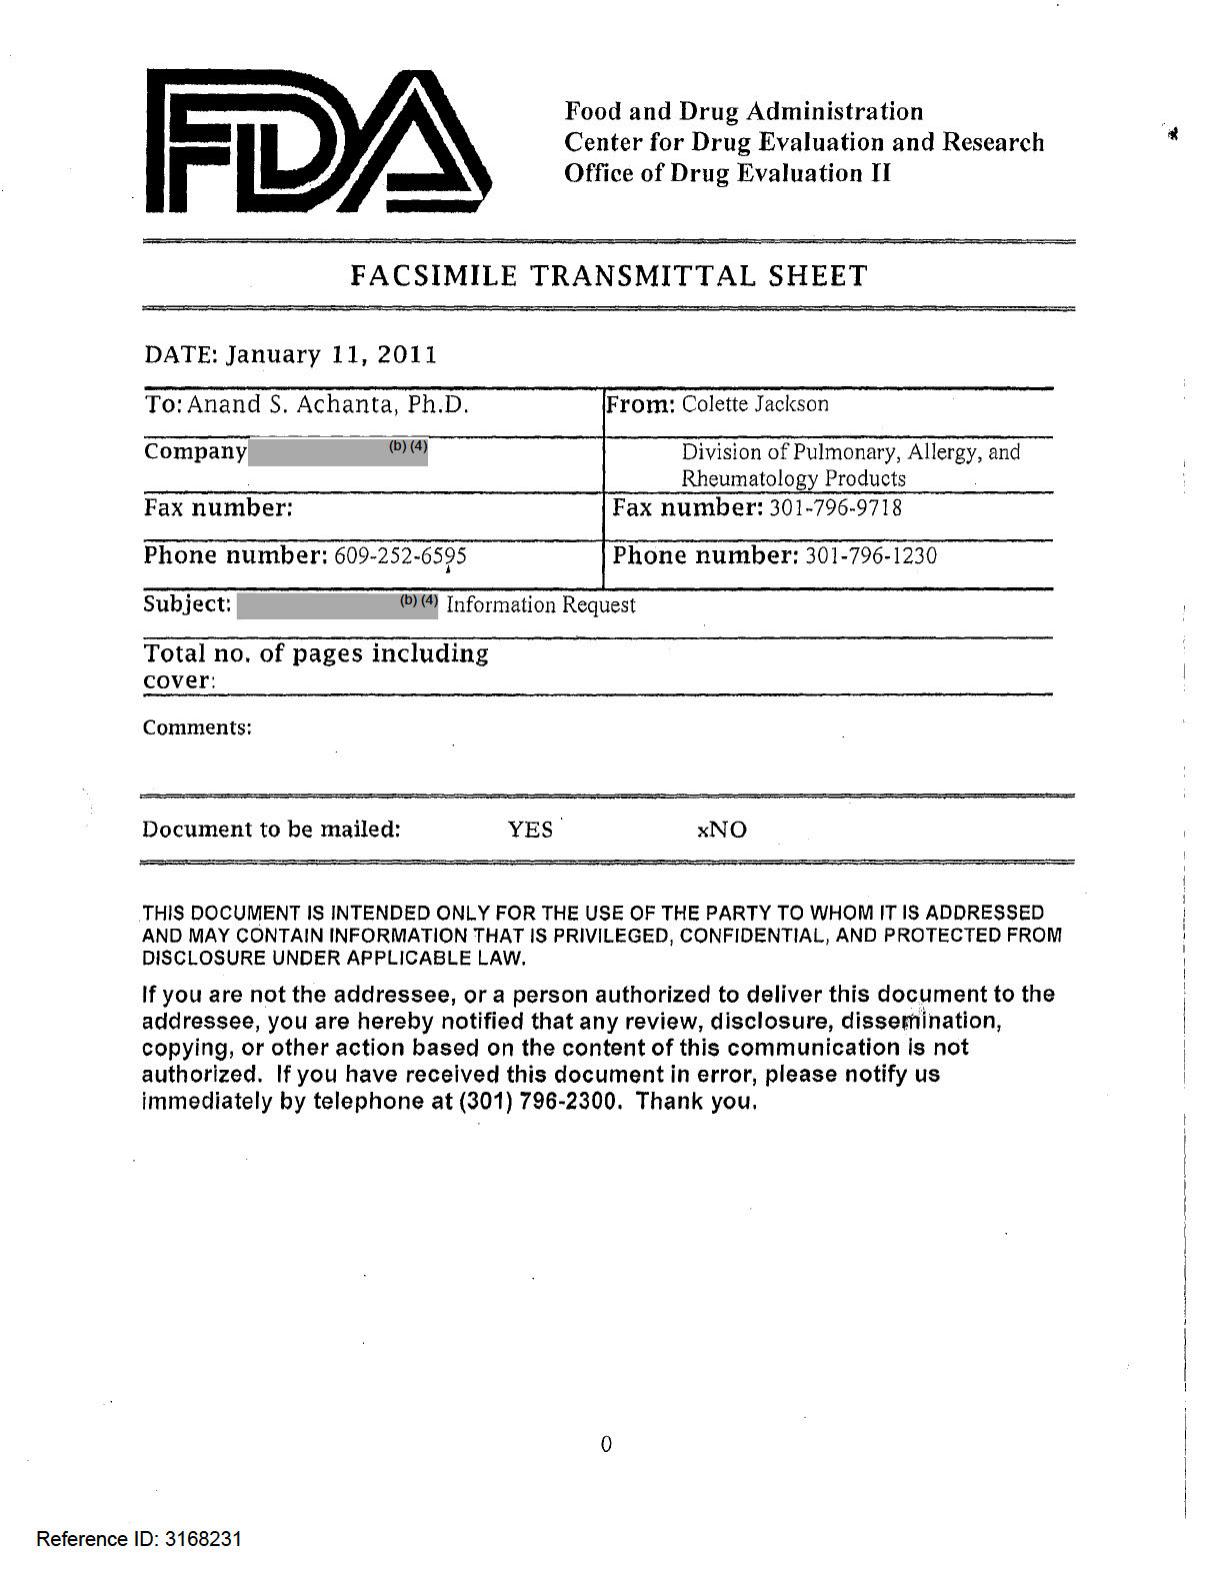 FDA
Food and Drug Administration
Center for Drug Evaluation and Research
Office of Drug Evaluation II
FACSIMILE TRANSMITTAL SHEET
DATE: January 11, 2011
To: Anand S. Achanta, Ph.D.
From: Colette Jackson
Company (b) (4)
Division of Pulmonary, Allergy, and
Rheumatology Products
Fax number:
Fax number: 301-796-9718
Phone number: 609-252-6595
Phone number: 301-796-1230
Subject: (b) (4) Information Request
Total no. of pages including
cover:
Comments:
Document to be mailed: YES xNO
THIS DOCUMENT IS INTENDED ONLY FOR THE USE OF THE PARTY TO WHOM IT IS ADDRESSED
AND MAY CONTAIN INFORMATION THAT IS PRIVILEGED, CONFIDENTIAL, AND PROTECTED FROM
DISCLOSURE UNDER APPLICABLE LAW.
If you are not the addressee, or a person authorized to deliver this document to the
addressee, you are hereby notified that any review, disclosure, dissemination,
copying, or other action based on the content of this communication is not
authorized. If you have received this document in error, please notify us
immediately by telephone at (301) 796-2300. Thank you.
0
Reference ID: 3168231